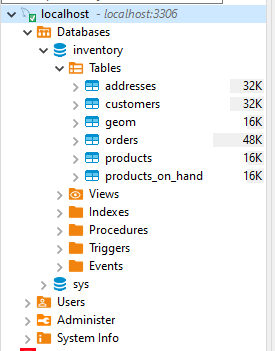 localhost - localhost:3306
Databases
inventory
Tables
addresses 32K
customers 32K
geom 16K
orders 48K
products 16K
products_on_hand 16K
Views
Indexes
Procedures
Triggers
Events
sys
Users
Administer
System Info